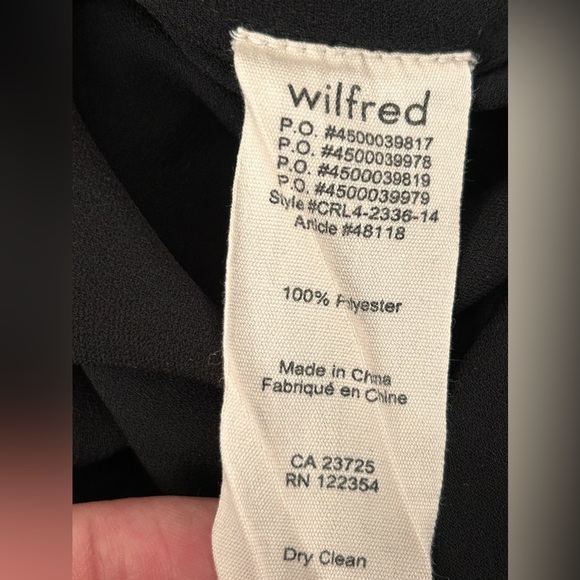 wilfred
P.O. #4500039817
P.O. #4500039978
P.O. #4500039819
P.O. #4500039979
Style #CRL4-2336-14
Article #48118
100% Polyester
Made in China
Fabriqué en Chine
CA 23725
RN 122354
Dry Clean